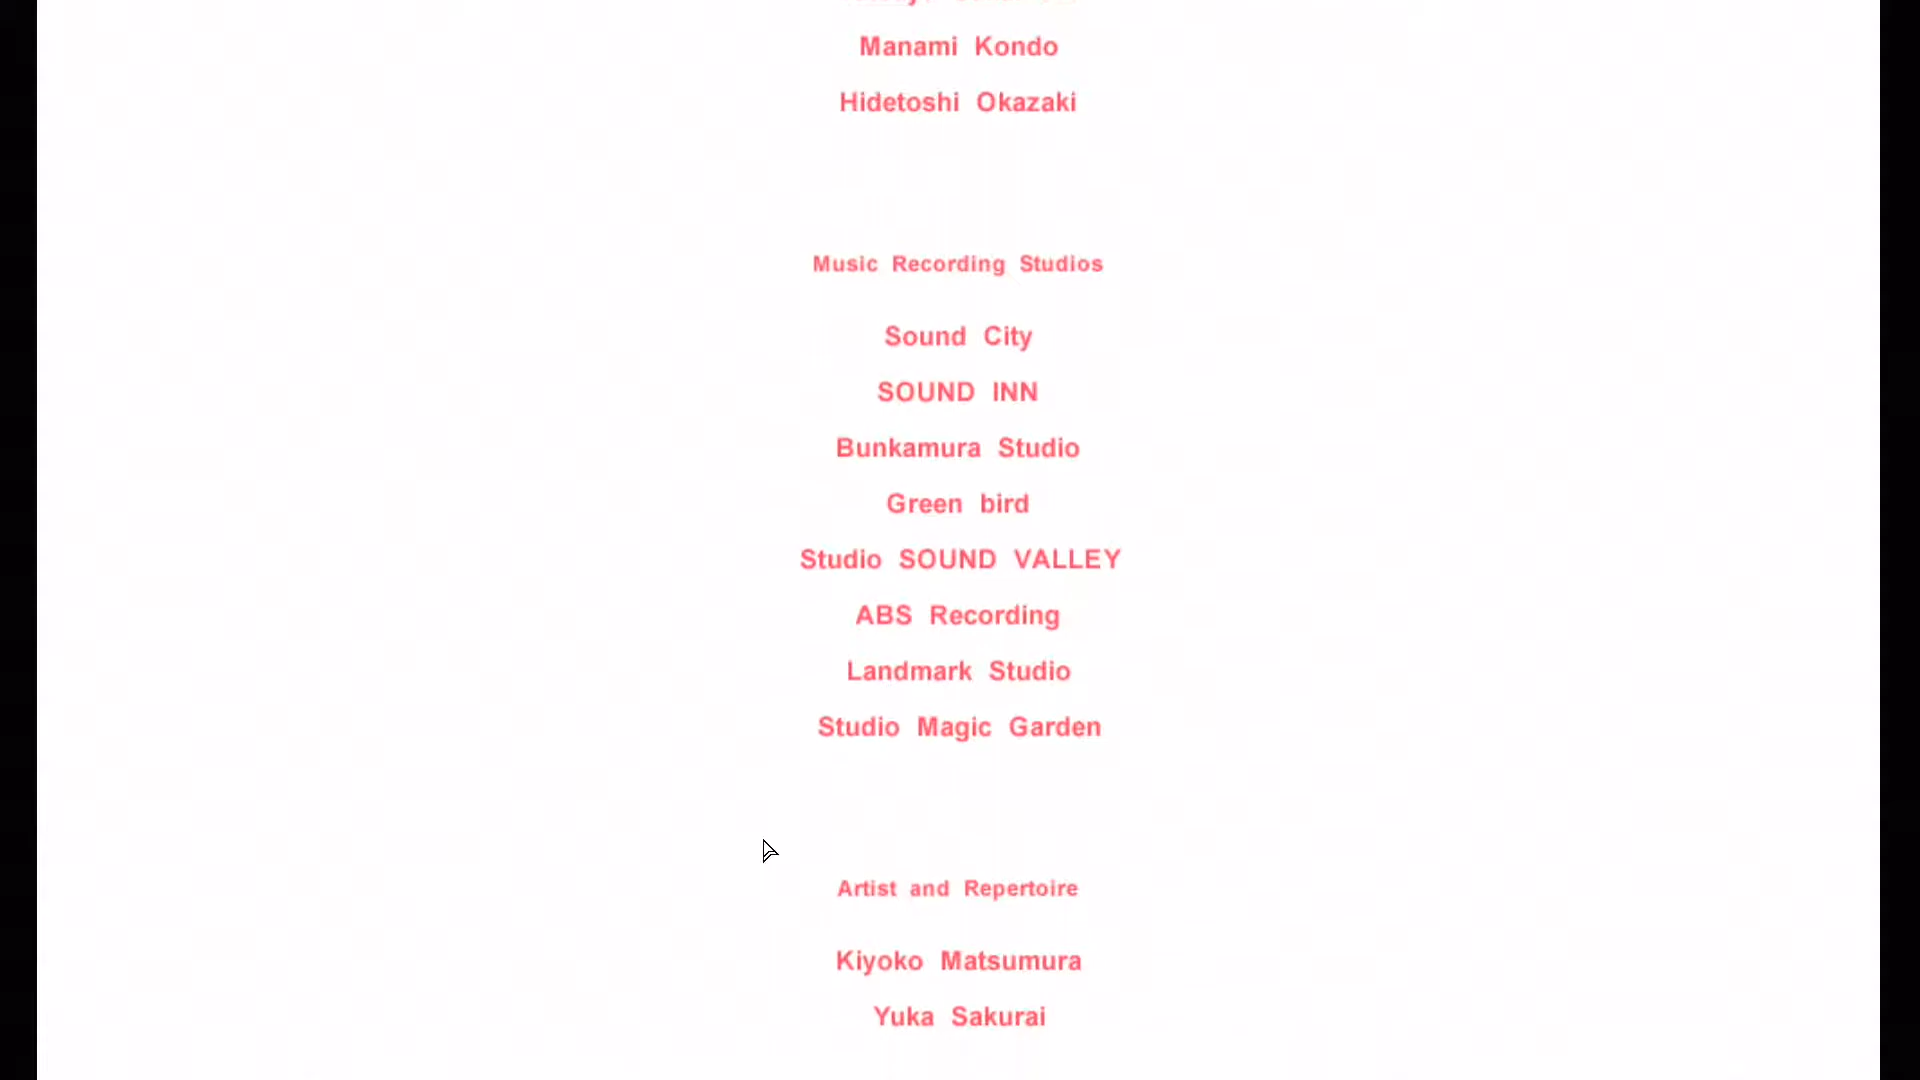 Manami Kondo
Hidetoshi Okazaki
Music Recording Studios
Sound City
SOUND INN
Bunkamura Studio
Green bird
Studio SOUND VALLEY
ABS Recording
Landmark Studio
Studio Magic Garden
Artist and Repertoire
Kiyoko Matsumura
Yuka Sakurai